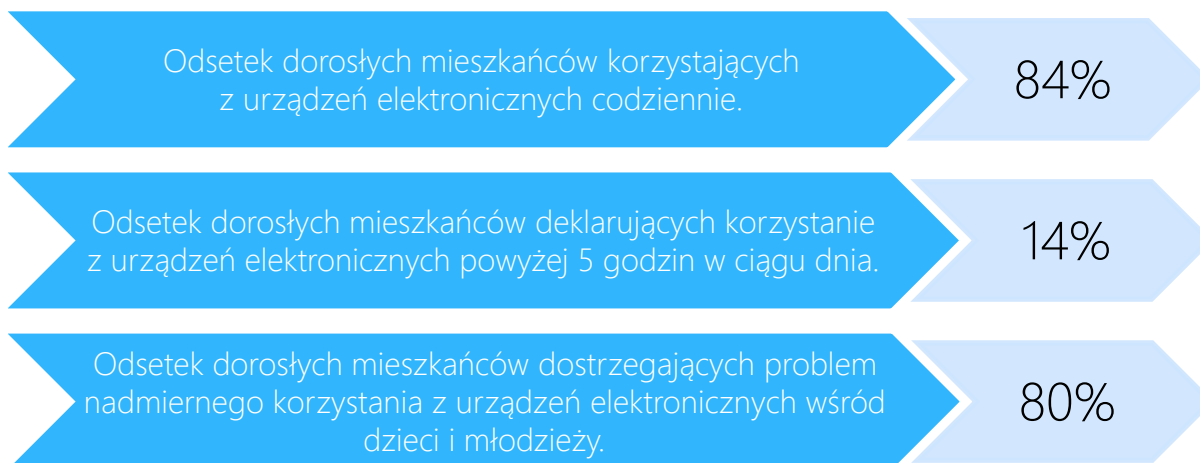 Odsetek dorosłych mieszkańców korzystających
z urządzeń elektronicznych codziennie.
84%
Odsetek dorosłych mieszkańców deklarujących korzystanie
z urządzeń elektronicznych powyżej 5 godzin w ciągu dnia.
14%
Odsetek dorosłych mieszkańców dostrzegających problem
nadmiernego korzystania z urządzeń elektronicznych wśród
dzieci i młodzieży.
80%